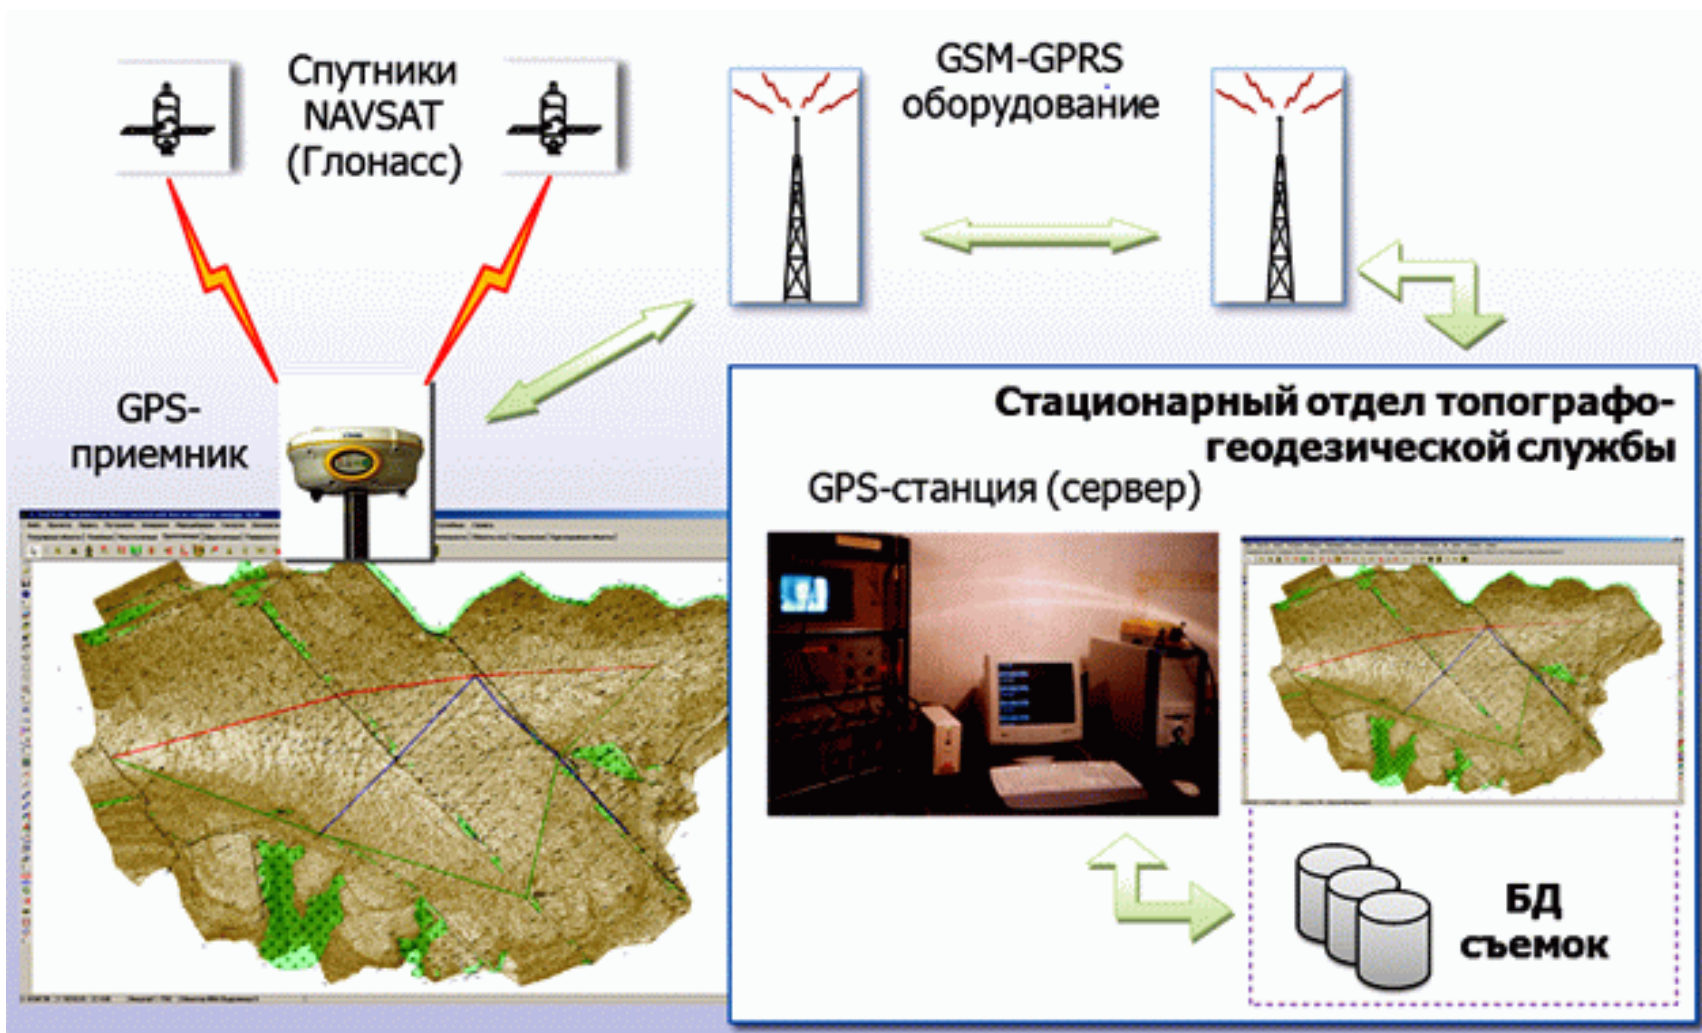 Спутники
NAVSAT
(Глонасс)
GSM-GPRS
оборудование
GPS-
приемник
Стационарный отдел топографо-
геодезической службы
GPS-станция (сервер)
БД
съемок